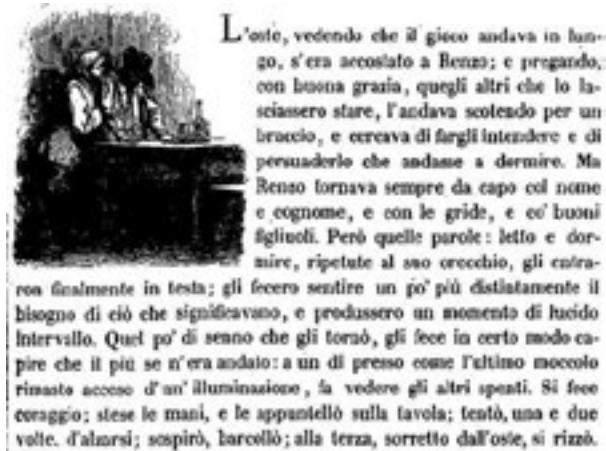 L'oste, vedendo che il gioco andava in lun-
go, s'era accostato a Renzo; e pregando,
con buona grazia, quegli altri che lo la-
sciassero stare, l'andava scotendo per un
braccio, e cercava di fargli intendere e di
persuaderlo che andasse a dormire. Ma
Renzo tornava sempre da capo col nome
e cognome, e con le gride, e co' buoni
figliuoli. Però quelle parole: letto e dor-
mire, ripetute al suo orecchio, gli entra-
ron finalmente in testa; gli fecero sentire un po' più distintamente il
bisogno di ciò che significavano, e produssero un momento di lucido
intervallo. Quel po' di senno che gli tornò, gli fece in certo modo ca-
pire che il più se n'era andato: a un di presso come l'ultimo moccolo
rimasto acceso d'un'illuminazione, fa vedere gli altri spenti. Si fece
coraggio; stese le mani, e le appuntellò sulla tavola; tentò, una e due
volte, d'alzarsi; sospirò, barcollò; alla terza, sorretto dall'oste, si rizzò.